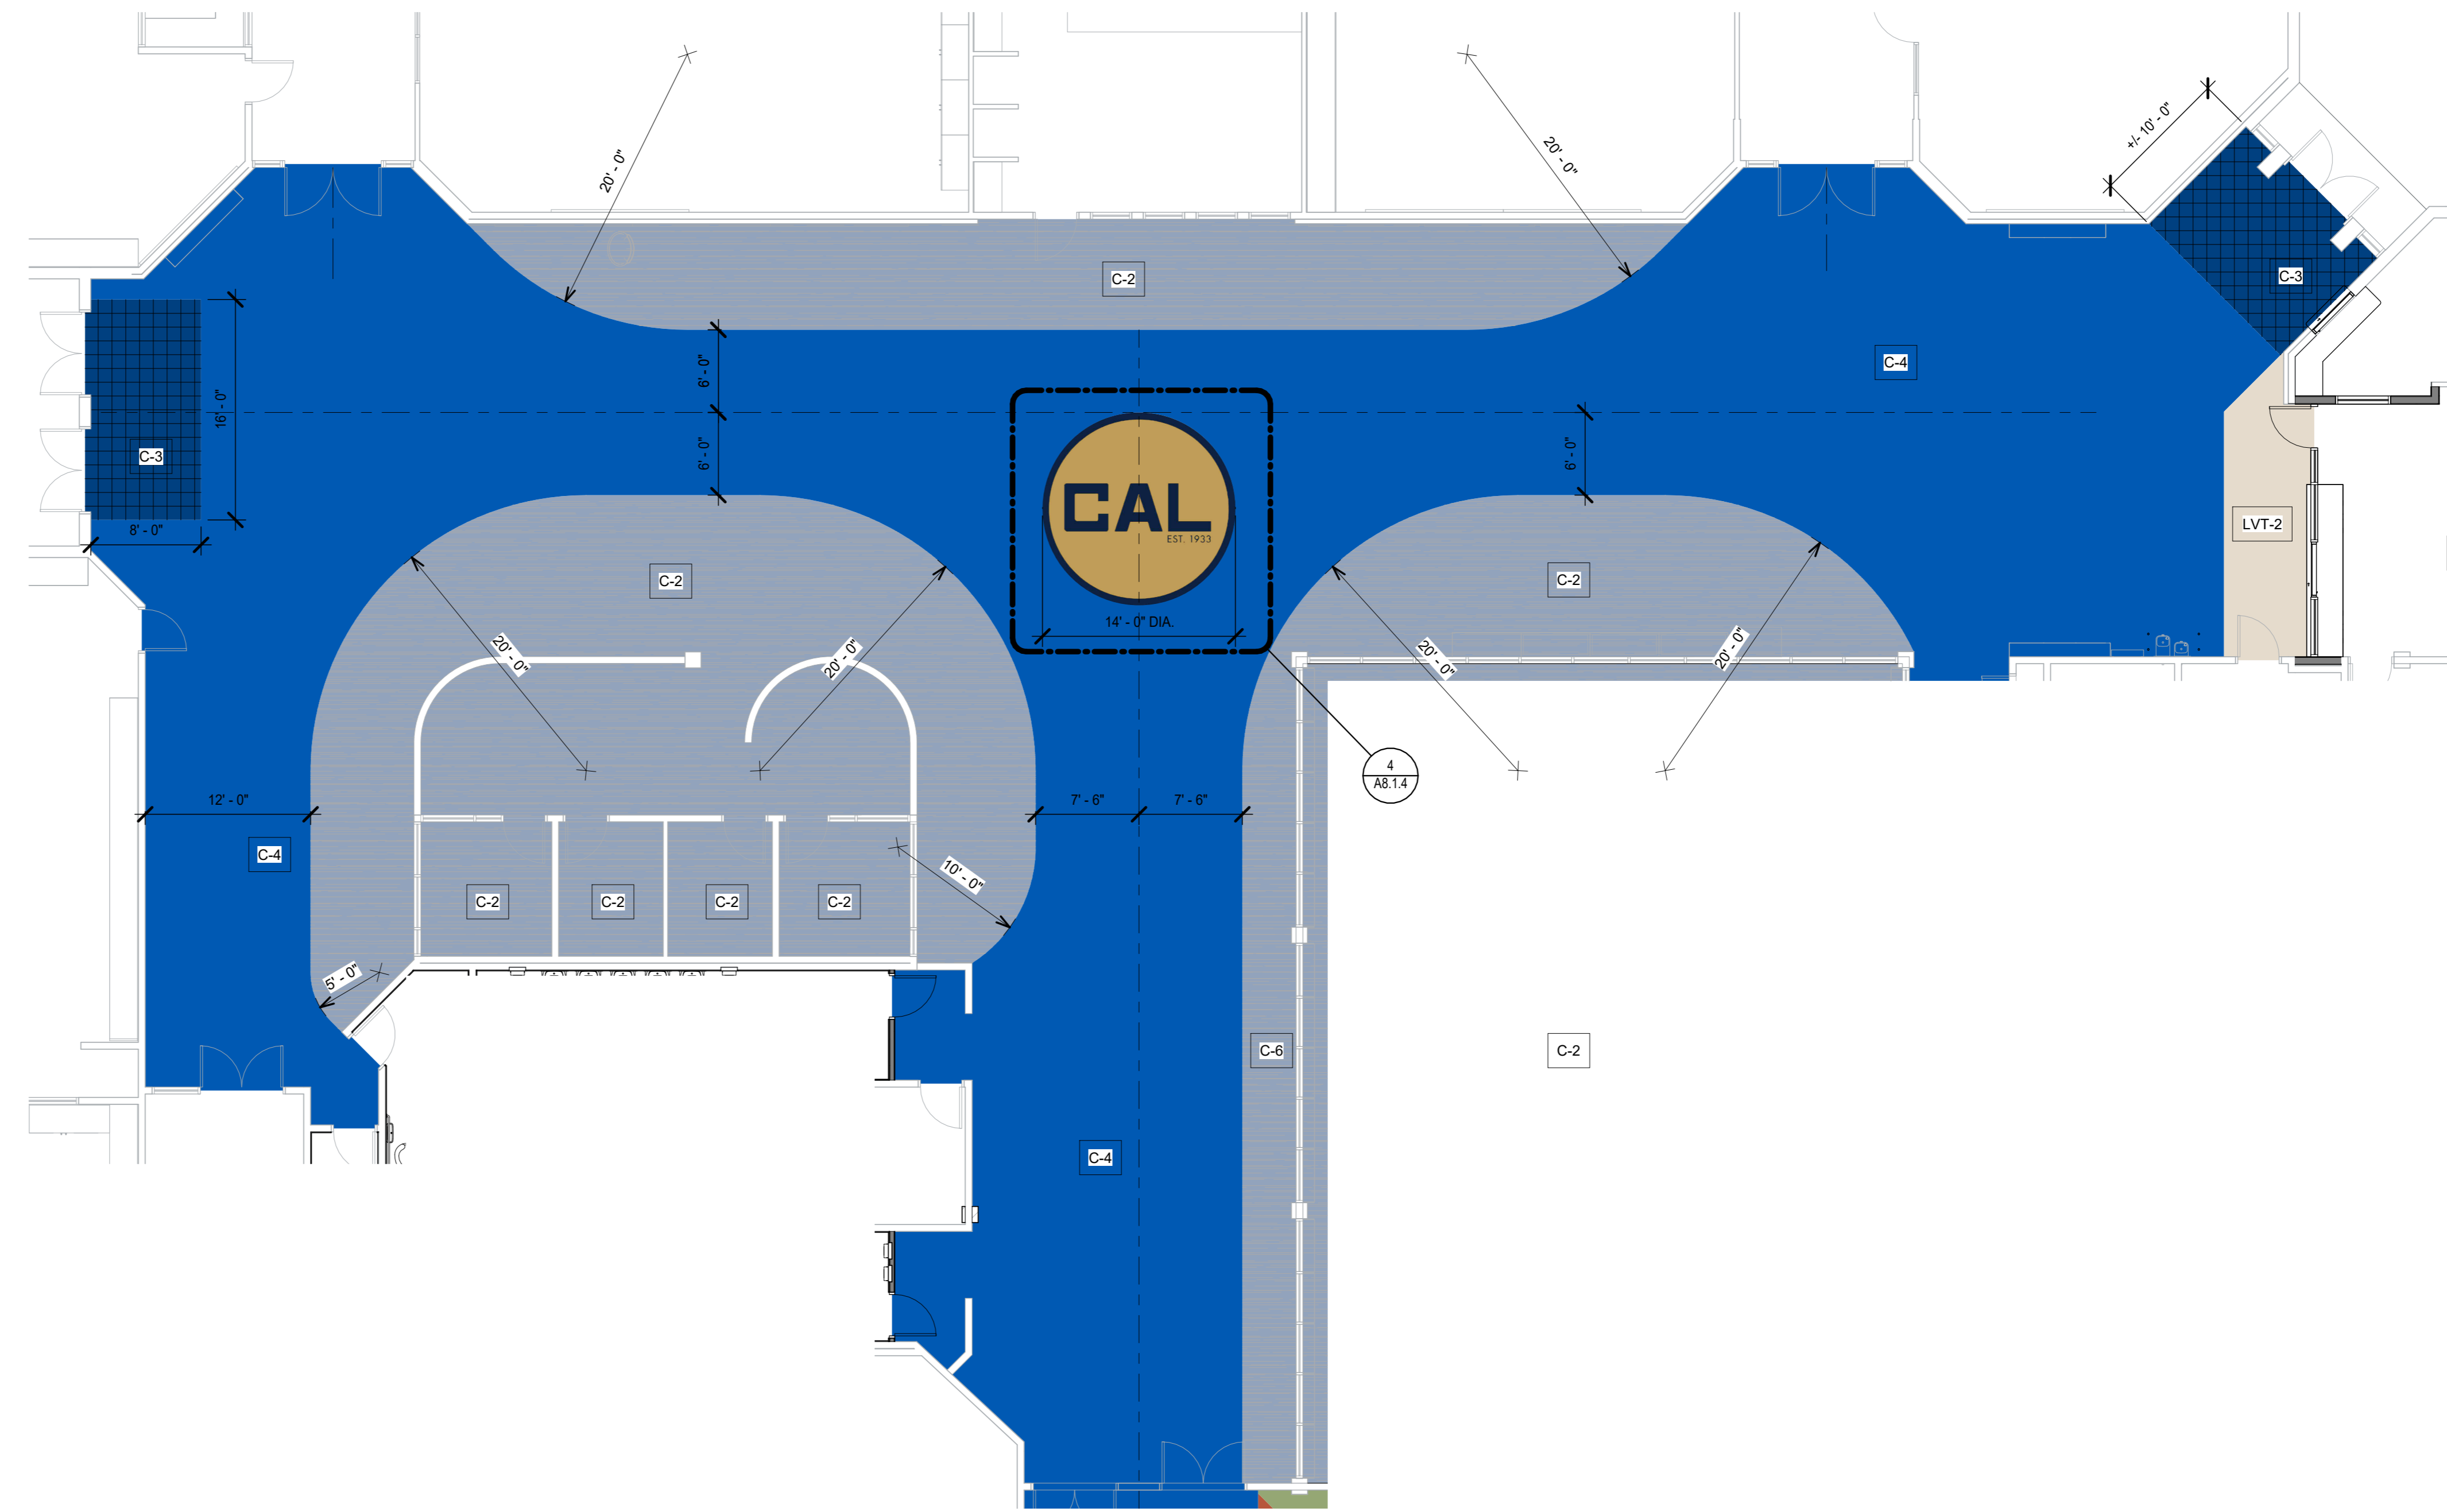 +/- 10' - 0"
20' - 0"
20' - 0"
C-2
C-3
6' - 0"
C-4
16' - 0"
C-3
6' - 0"
6' - 0"
CAL
EST. 1933
8' - 0"
LVT-2
C-2
C-2
14' - 0" DIA.
20' - 0"
20' - 0"
20' - 0"
20' - 0"
4
A8.1.4
12' - 0"
7' - 6"
7' - 6"
C-4
10' - 0"
C-2
C-2
C-2
C-2
5' - 0"
C-6
C-2
C-4